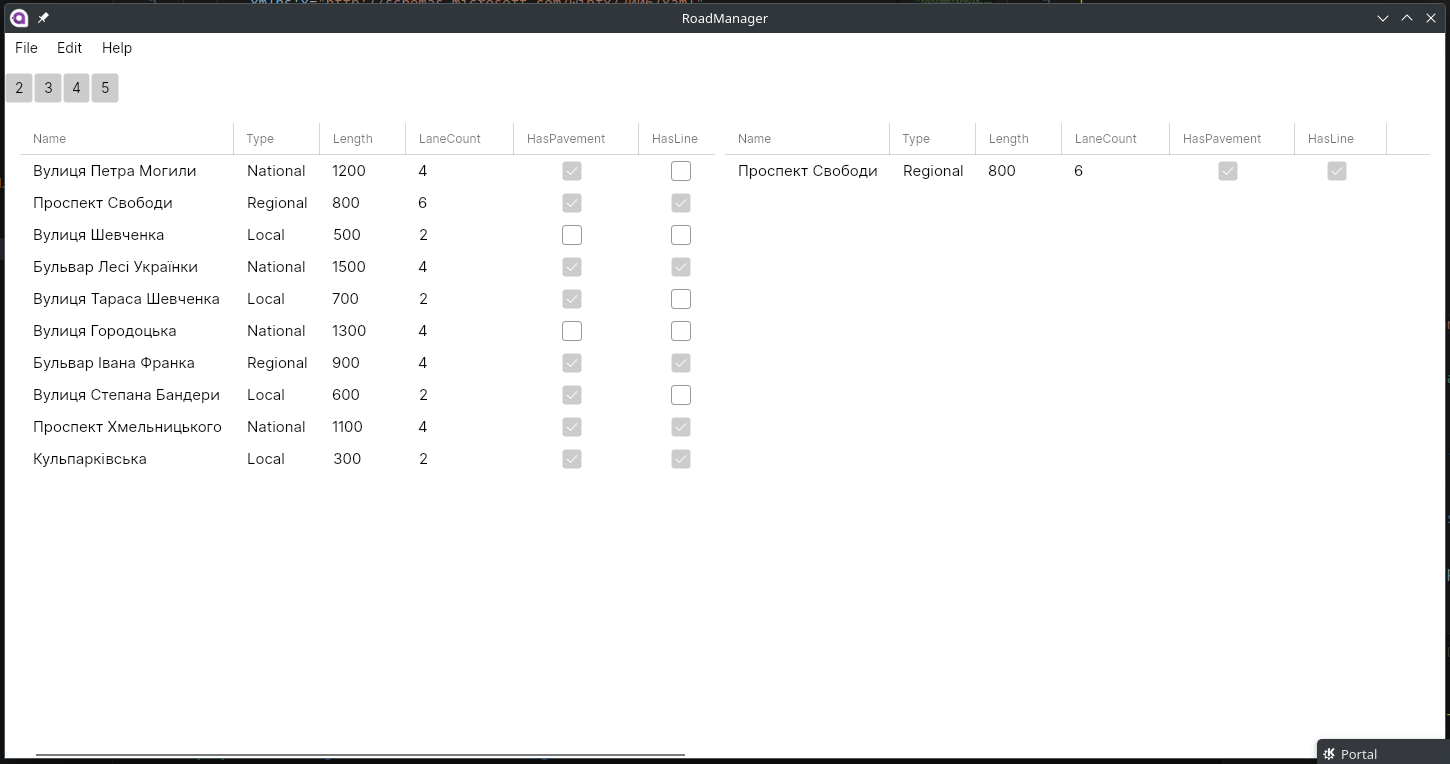 RoadManager
File Edit Help
2 3 4 5
Name Type Length LaneCount HasPavement HasLine Name Type Length LaneCount HasPavement HasLine
Вулиця Петра Могили National 1200 4 Проспект Свободи Regional 800 6
Проспект Свободи Regional 800 6
Вулиця Шевченка Local 500 2
Бульвар Лесі Українки National 1500 4
Вулиця Тараса Шевченка Local 700 2
Вулиця Городоцька National 1300 4
Бульвар Івана Франка Regional 900 4
Вулиця Степана Бандери Local 600 2
Проспект Хмельницького National 1100 4
Кульпарківська Local 300 2
Portal